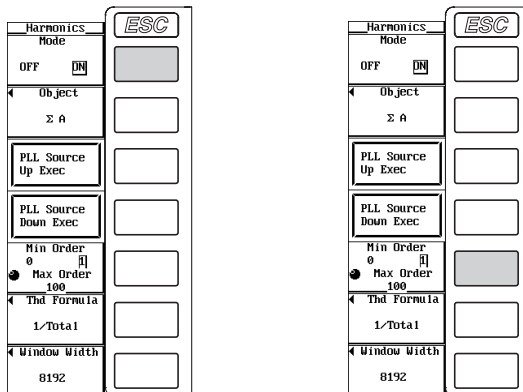 Harmonics
ESC
Mode
OFF ON
Object
Σ A
PLL Source
Up Exec
PLL Source
Down Exec
Min Order
0 1
Max Order
100
Thd Formula
1/Total
Window Width
8192
Harmonics
ESC
Mode
OFF ON
Object
Σ A
PLL Source
Up Exec
PLL Source
Down Exec
Min Order
0 1
Max Order
100
Thd Formula
1/Total
Window Width
8192